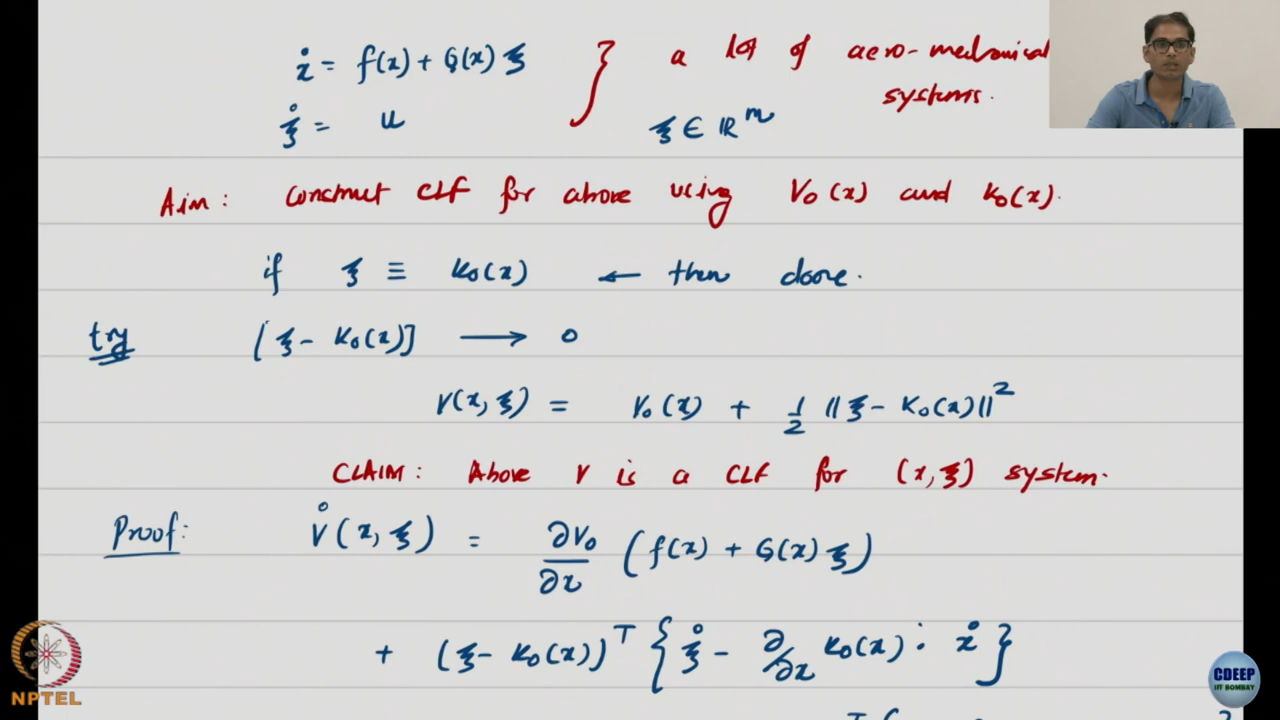 ẋ = f(x) + G(x) ξ } a lot of aero-mechanical
systems.
ξ̇ = u ξ ∈ ℝᵐ
Aim: Construct CLF for above using V₀(x) and k₀(x).
if ξ ≡ k₀(x) ← then done.
try [ξ - k₀(x)] → 0
V(x, ξ) = V₀(x) + 1/2 ||ξ - k₀(x)||²
CLAIM: Above V is a CLF for (x, ξ) system.
Proof: V̇(x, ξ) = ∂V₀/∂x (f(x) + G(x) ξ)
+ (ξ - k₀(x))ᵀ { ξ̇ - ∂/∂x k₀(x) · ẋ }
NPTEL
CDEEP
IIT BOMBAY